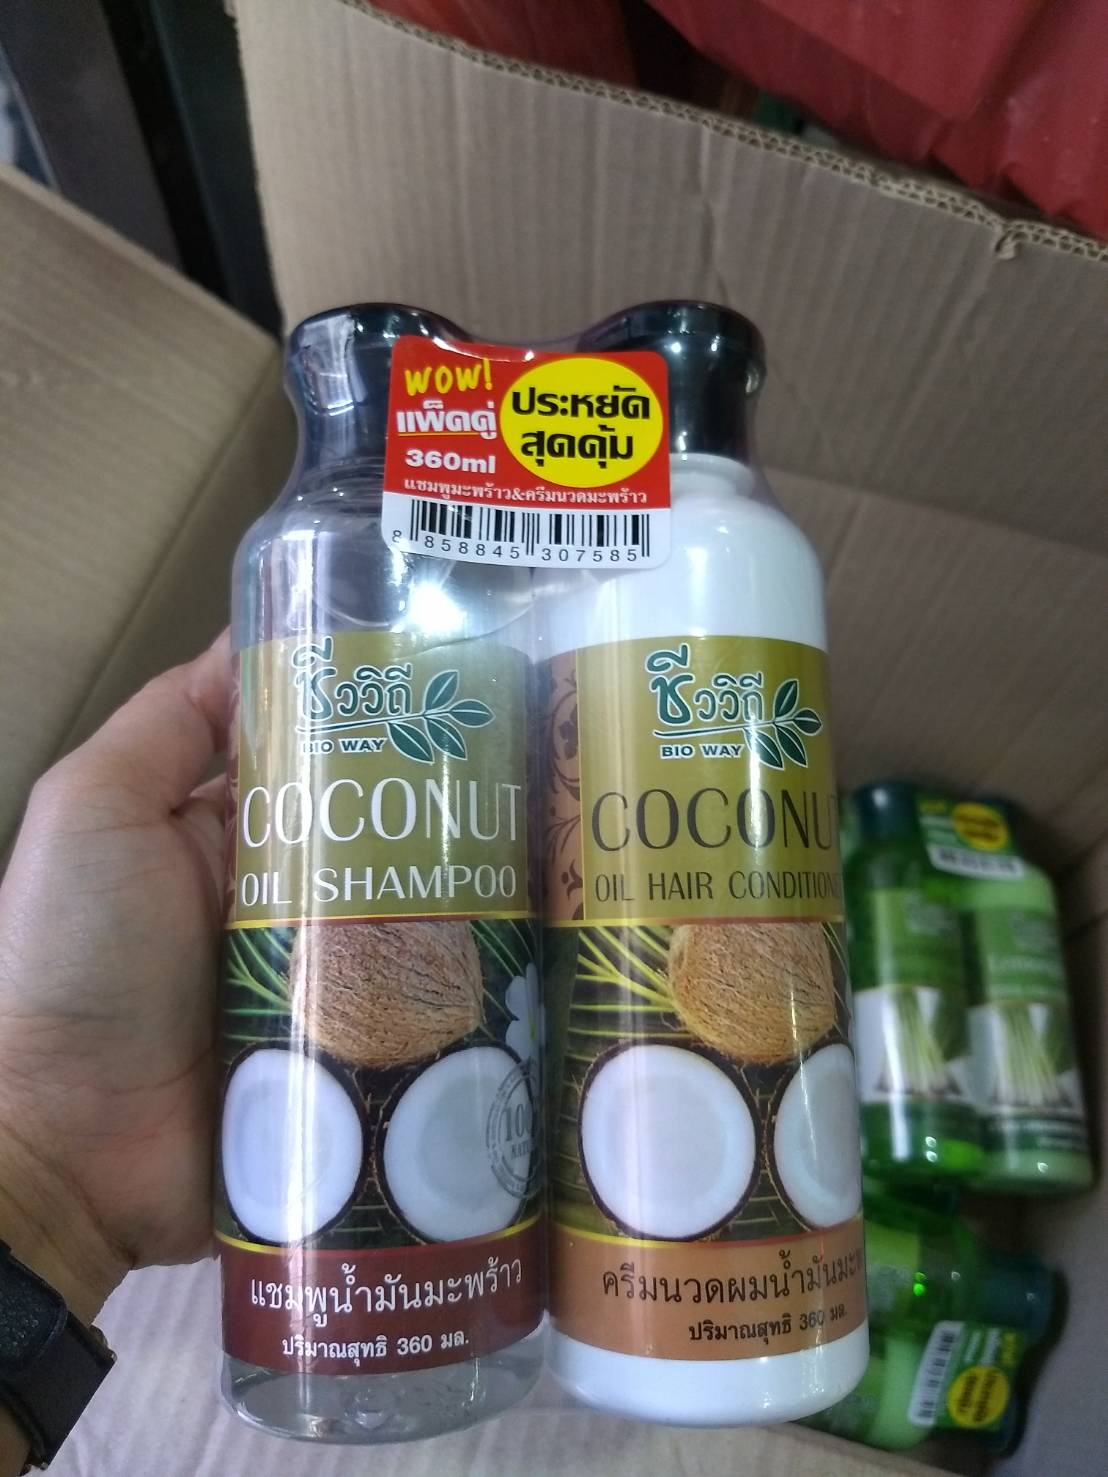 WOW!
แพ็คคู่
360ml
ประหยัด
สุดคุ้ม
แชมพูมะพร้าว&ครีมนวดมะพร้าว
8 858845 307585
ชีววิถี
BIO WAY
COCONUT
OIL SHAMPOO
แชมพูน้ำมันมะพร้าว
ปริมาณสุทธิ 360 มล.
ชีววิถี
BIO WAY
COCONUT
OIL HAIR CONDITIONE
ครีมนวดผมน้ำมันมะ
ปริมาณสุทธิ 360 มล.